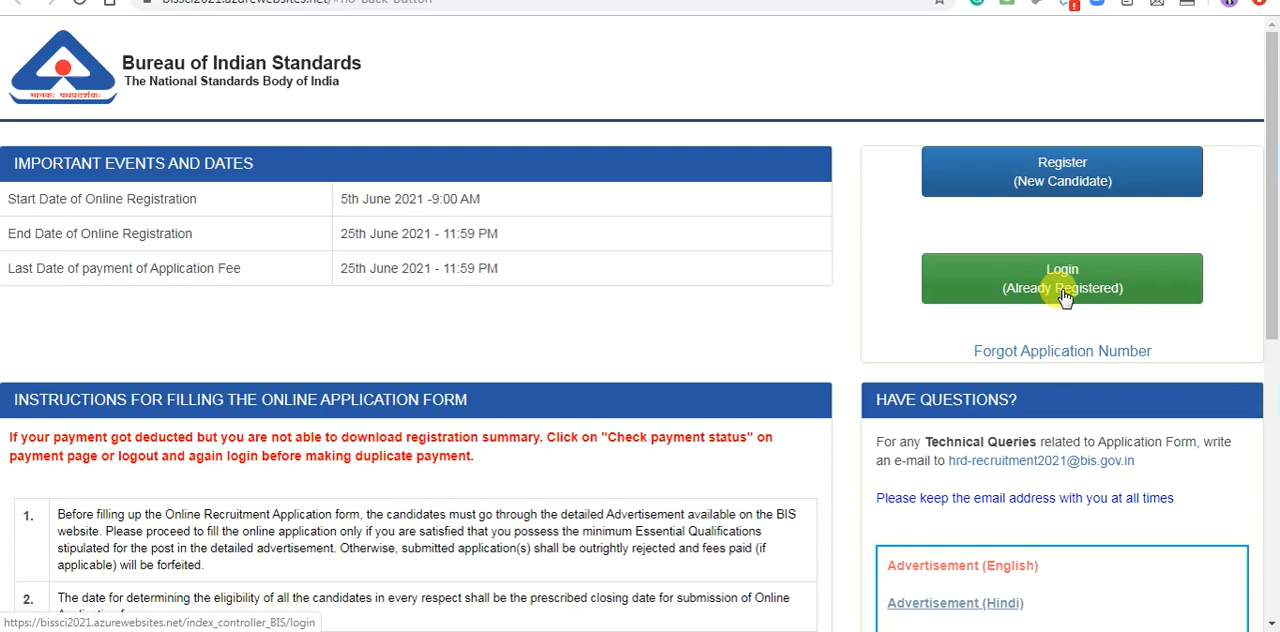 bissci2021.azurewebsites.net/#no-back-button
Bureau of Indian Standards
The National Standards Body of India
मानकः पथप्रदर्शकः
IMPORTANT EVENTS AND DATES
Start Date of Online Registration 5th June 2021 -9:00 AM
End Date of Online Registration 25th June 2021 - 11:59 PM
Last Date of payment of Application Fee 25th June 2021 - 11:59 PM
Register
(New Candidate)
Login
(Already Registered)
Forgot Application Number
INSTRUCTIONS FOR FILLING THE ONLINE APPLICATION FORM
If your payment got deducted but you are not able to download registration summary. Click on "Check payment status" on
payment page or logout and again login before making duplicate payment.
1. Before filling up the Online Recruitment Application form, the candidates must go through the detailed Advertisement available on the BIS
website. Please proceed to fill the online application only if you are satisfied that you possess the minimum Essential Qualifications
stipulated for the post in the detailed advertisement. Otherwise, submitted application(s) shall be outrightly rejected and fees paid (if
applicable) will be forfeited.
2. The date for determining the eligibility of all the candidates in every respect shall be the prescribed closing date for submission of Online
HAVE QUESTIONS?
For any Technical Queries related to Application Form, write
an e-mail to hrd-recruitment2021@bis.gov.in
Please keep the email address with you at all times
Advertisement (English)
Advertisement (Hindi)
https://bissci2021.azurewebsites.net/index_controller_BIS/login